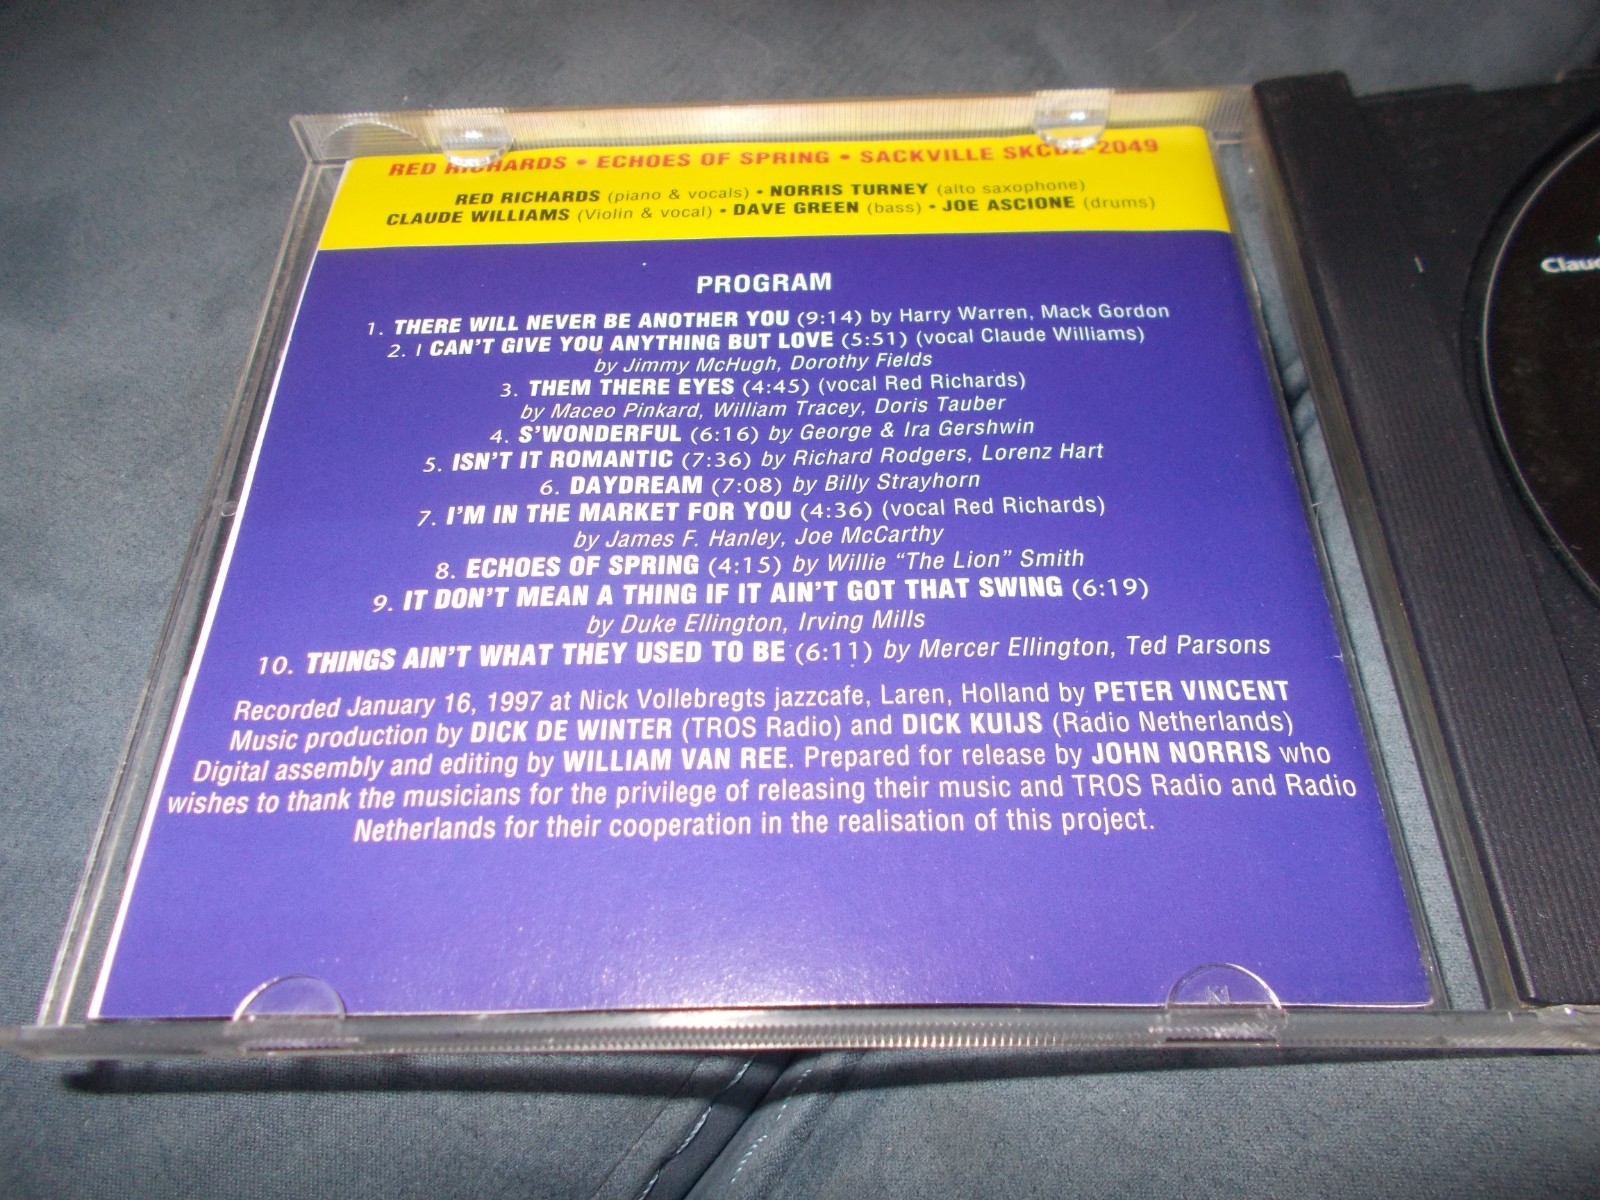 RED RICHARDS • ECHOES OF SPRING • SACKVILLE SKCD2-2049
RED RICHARDS (piano & vocals) • NORRIS TURNEY (alto saxophone)
CLAUDE WILLIAMS (Violin & vocal) • DAVE GREEN (bass) • JOE ASCIONE (drums)
PROGRAM
1. THERE WILL NEVER BE ANOTHER YOU (9:14) by Harry Warren, Mack Gordon
2. I CAN'T GIVE YOU ANYTHING BUT LOVE (5:51) (vocal Claude Williams)
by Jimmy McHugh, Dorothy Fields
3. THEM THERE EYES (4:45) (vocal Red Richards)
by Maceo Pinkard, William Tracey, Doris Tauber
4. S'WONDERFUL (6:16) by George & Ira Gershwin
5. ISN'T IT ROMANTIC (7:36) by Richard Rodgers, Lorenz Hart
6. DAYDREAM (7:08) by Billy Strayhorn
7. I'M IN THE MARKET FOR YOU (4:36) (vocal Red Richards)
by James F. Hanley, Joe McCarthy
8. ECHOES OF SPRING (4:15) by Willie “The Lion” Smith
9. IT DON'T MEAN A THING IF IT AIN'T GOT THAT SWING (6:19)
by Duke Ellington, Irving Mills
10. THINGS AIN'T WHAT THEY USED TO BE (6:11) by Mercer Ellington, Ted Parsons
Recorded January 16, 1997 at Nick Vollebregts jazzcafe, Laren, Holland by PETER VINCENT
Music production by DICK DE WINTER (TROS Radio) and DICK KUIJS (Radio Netherlands)
Digital assembly and editing by WILLIAM VAN REE. Prepared for release by JOHN NORRIS who
wishes to thank the musicians for the privilege of releasing their music and TROS Radio and Radio
Netherlands for their cooperation in the realisation of this project.